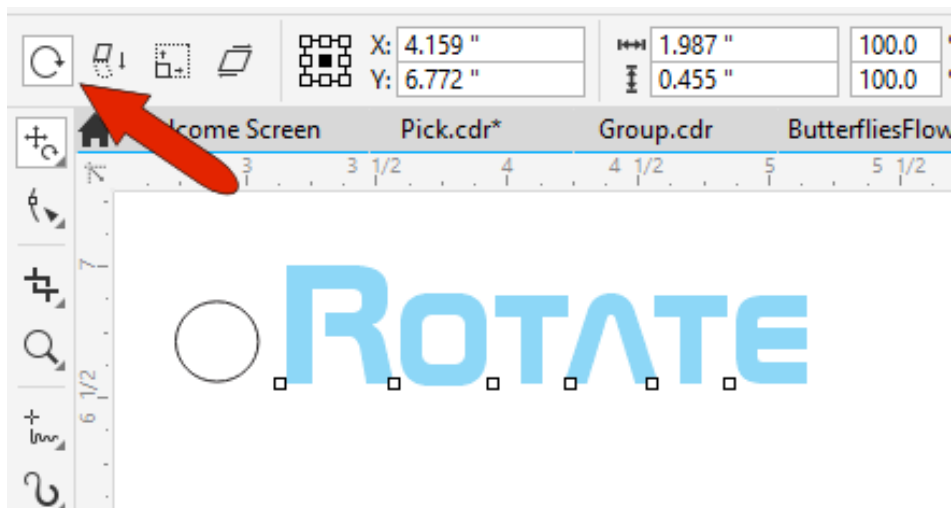 X: 4.159 " 1.987 " 100.0
Y: 6.772 " 0.455 " 100.0
come Screen Pick.cdr* Group.cdr ButterfliesFlow
3 3 1/2 4 4 1/2 5 5 1/2
7
6 1/2
ROTATE